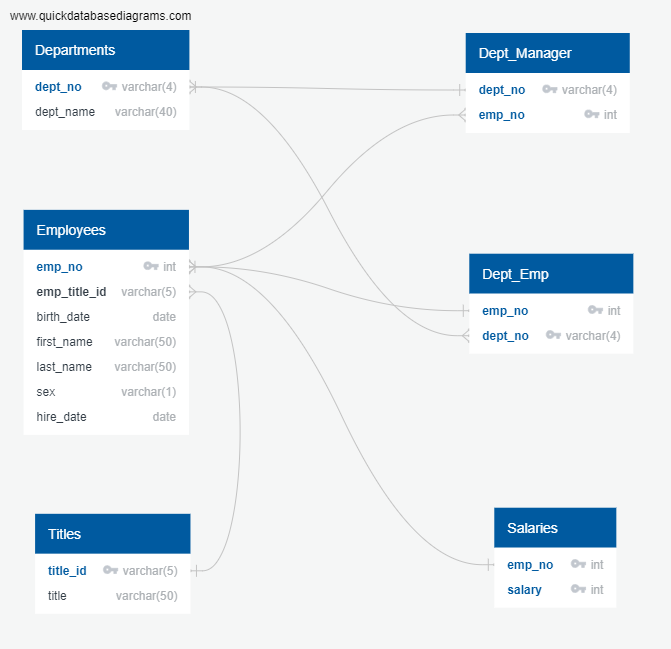 www.quickdatabasediagrams.com
Departments
dept_no varchar(4)
dept_name varchar(40)
Dept_Manager
dept_no varchar(4)
emp_no int
Employees
emp_no int
emp_title_id varchar(5)
birth_date date
first_name varchar(50)
last_name varchar(50)
sex varchar(1)
hire_date date
Dept_Emp
emp_no int
dept_no varchar(4)
Titles
title_id varchar(5)
title varchar(50)
Salaries
emp_no int
salary int